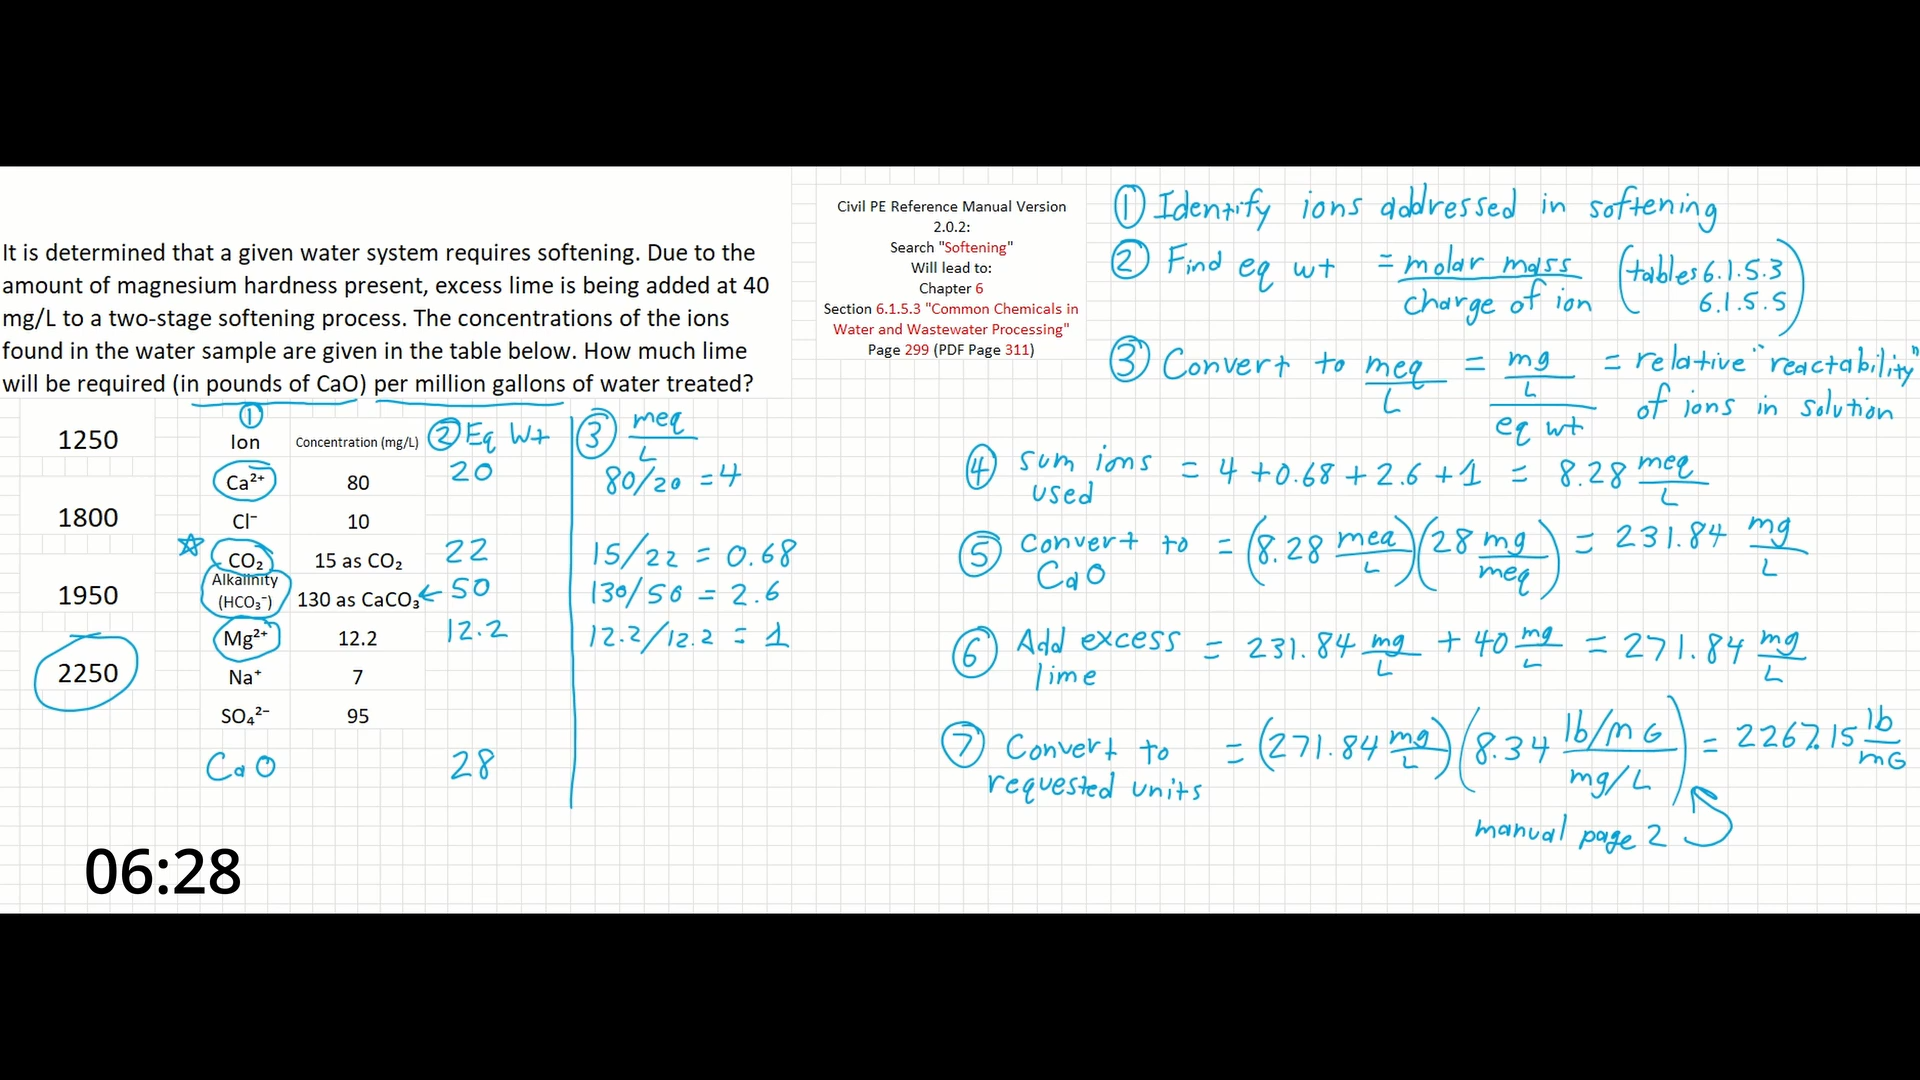 It is determined that a given water system requires softening. Due to the
amount of magnesium hardness present, excess lime is being added at 40
mg/L to a two-stage softening process. The concentrations of the ions
found in the water sample are given in the table below. How much lime
will be required (in pounds of CaO) per million gallons of water treated?
1250
1800
1950
2250
① Ion Concentration (mg/L) ② Eq Wt ③ meq/L
Ca²⁺ 80 20 80/20 = 4
Cl⁻ 10
☆ CO₂ 15 as CO₂ 22 15/22 = 0.68
Alkalinity
(HCO₃⁻) 130 as CaCO₃ ← 50 130/50 = 2.6
Mg²⁺ 12.2 12.2 12.2/12.2 = 1
Na⁺ 7
SO₄²⁻ 95
CaO 28
06:28
Civil PE Reference Manual Version
2.0.2:
Search "Softening"
Will lead to:
Chapter 6
Section 6.1.5.3 "Common Chemicals in
Water and Wastewater Processing"
Page 299 (PDF Page 311)
① Identify ions addressed in softening
② Find eq wt = molar mass / charge of ion (tables 6.1.5.3
6.1.5.5)
③ Convert to meq/L = mg/L / eq wt = relative "reactability"
of ions in solution
④ sum ions = 4 + 0.68 + 2.6 + 1 = 8.28 meq/L
used
⑤ Convert to = (8.28 meq/L)(28 mg/meq) = 231.84 mg/L
CaO
⑥ Add excess = 231.84 mg/L + 40 mg/L = 271.84 mg/L
lime
⑦ Convert to = (271.84 mg/L)(8.34 lb/mG / mg/L) = 2267.15 lb/mG
requested units
manual page 2